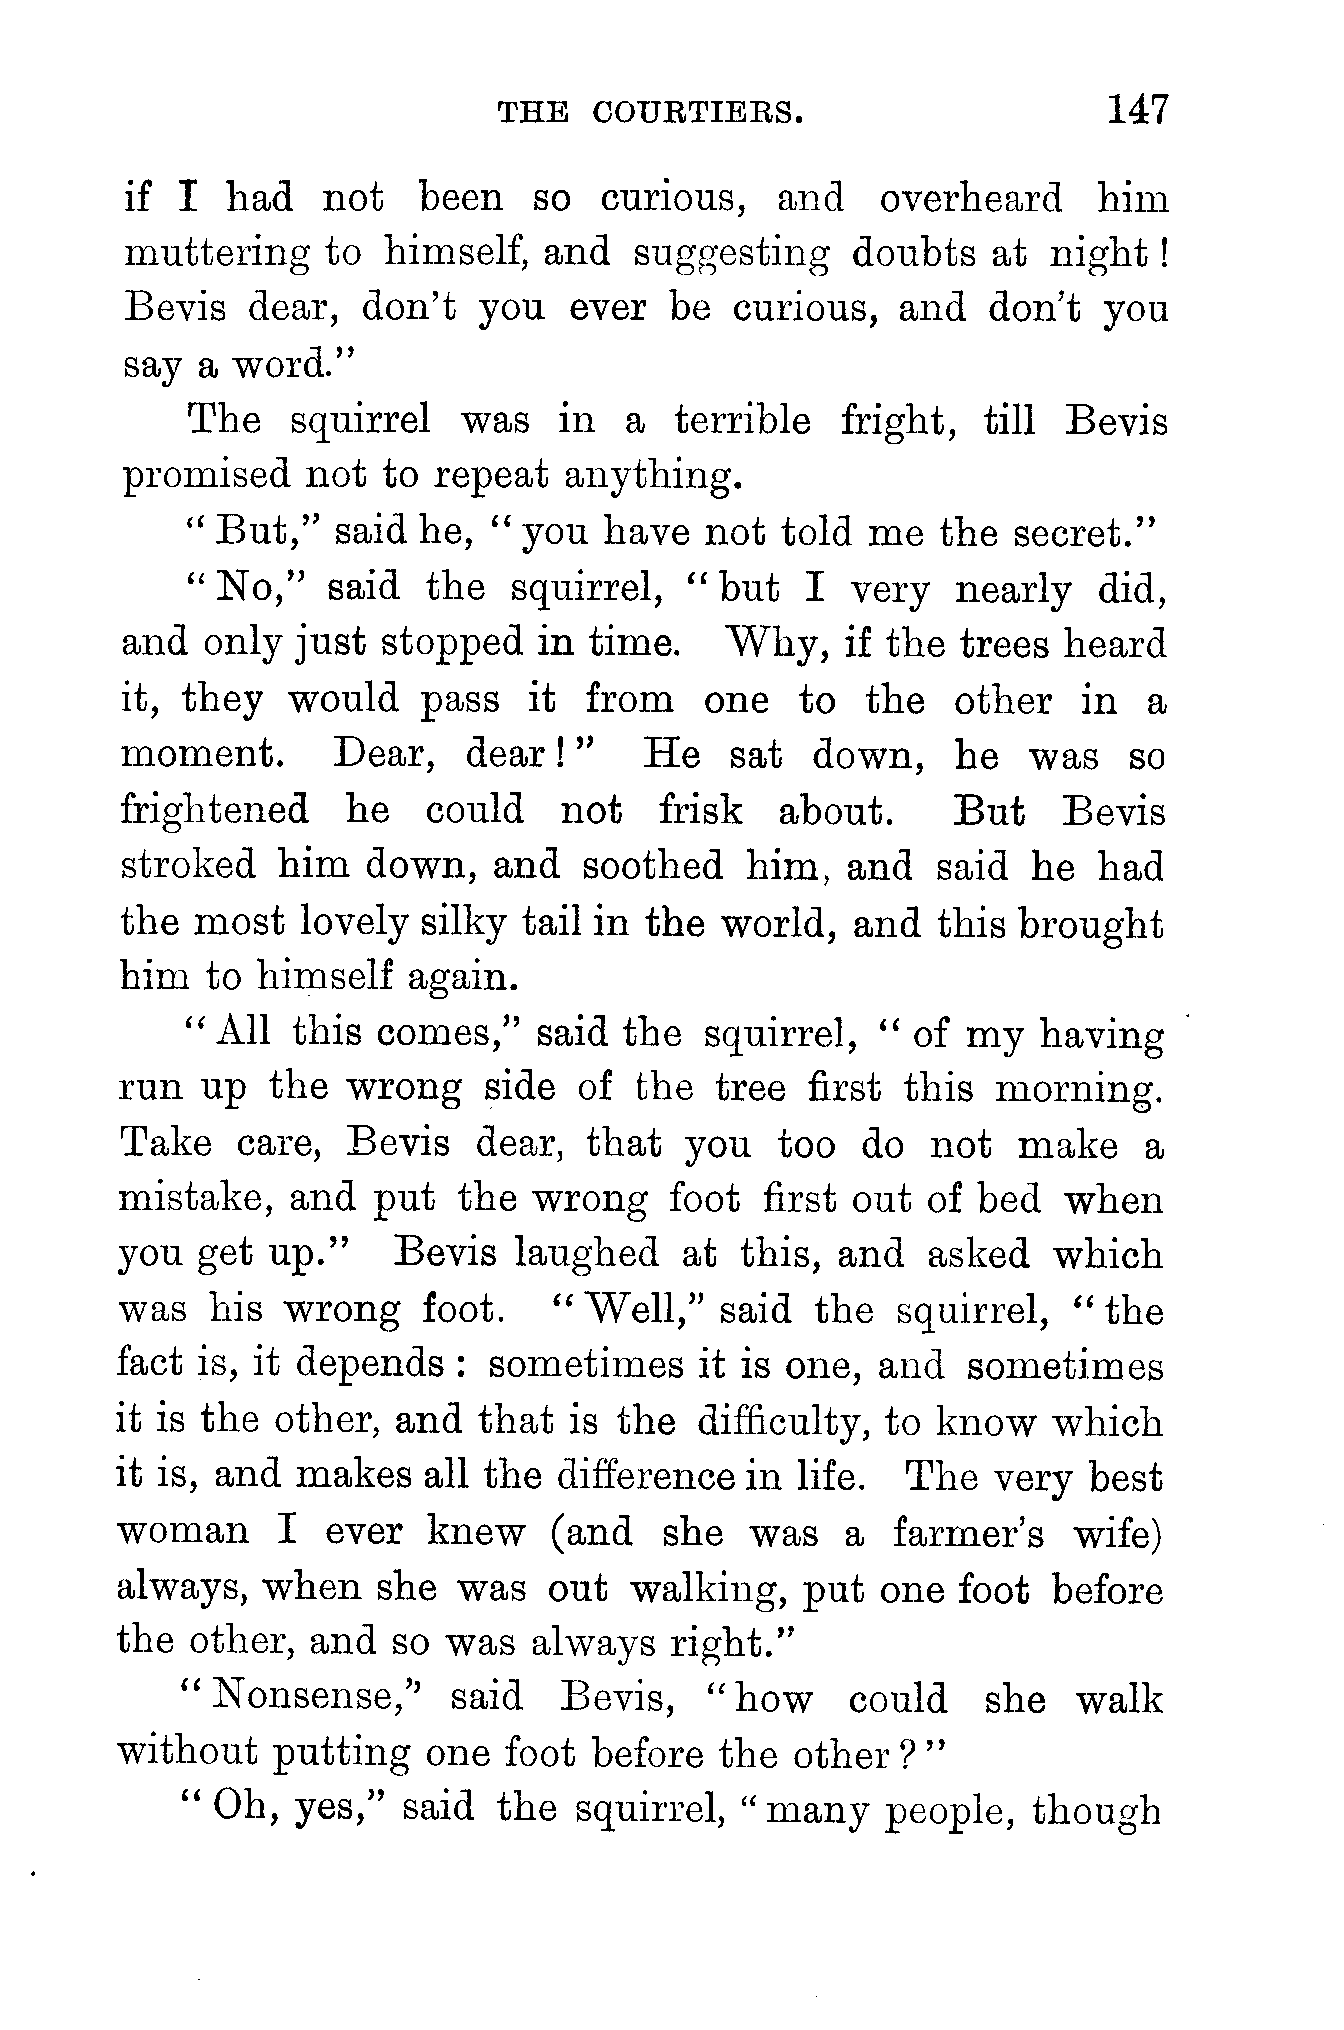 THE COURTIERS. 147
if I had not been so curious, and overheard him
muttering to himself, and suggesting doubts at night!
Bevis dear, don't you ever be curious, and don't you
say a word."
The squirrel was in a terrible fright, till Bevis
promised not to repeat anything.
"But," said he, "you have not told me the secret."
"No," said the squirrel, "but I very nearly did,
and only just stopped in time. Why, if the trees heard
it, they would pass it from one to the other in a
moment. Dear, dear!" He sat down, he was so
frightened he could not frisk about. But Bevis
stroked him down, and soothed him, and said he had
the most lovely silky tail in the world, and this brought
him to himself again.
"All this comes," said the squirrel, "of my having
run up the wrong side of the tree first this morning.
Take care, Bevis dear, that you too do not make a
mistake, and put the wrong foot first out of bed when
you get up." Bevis laughed at this, and asked which
was his wrong foot. "Well," said the squirrel, "the
fact is, it depends: sometimes it is one, and sometimes
it is the other, and that is the difficulty, to know which
it is, and makes all the difference in life. The very best
woman I ever knew (and she was a farmer's wife)
always, when she was out walking, put one foot before
the other, and so was always right."
"Nonsense," said Bevis, "how could she walk
without putting one foot before the other?"
"Oh, yes," said the squirrel, "many people, though